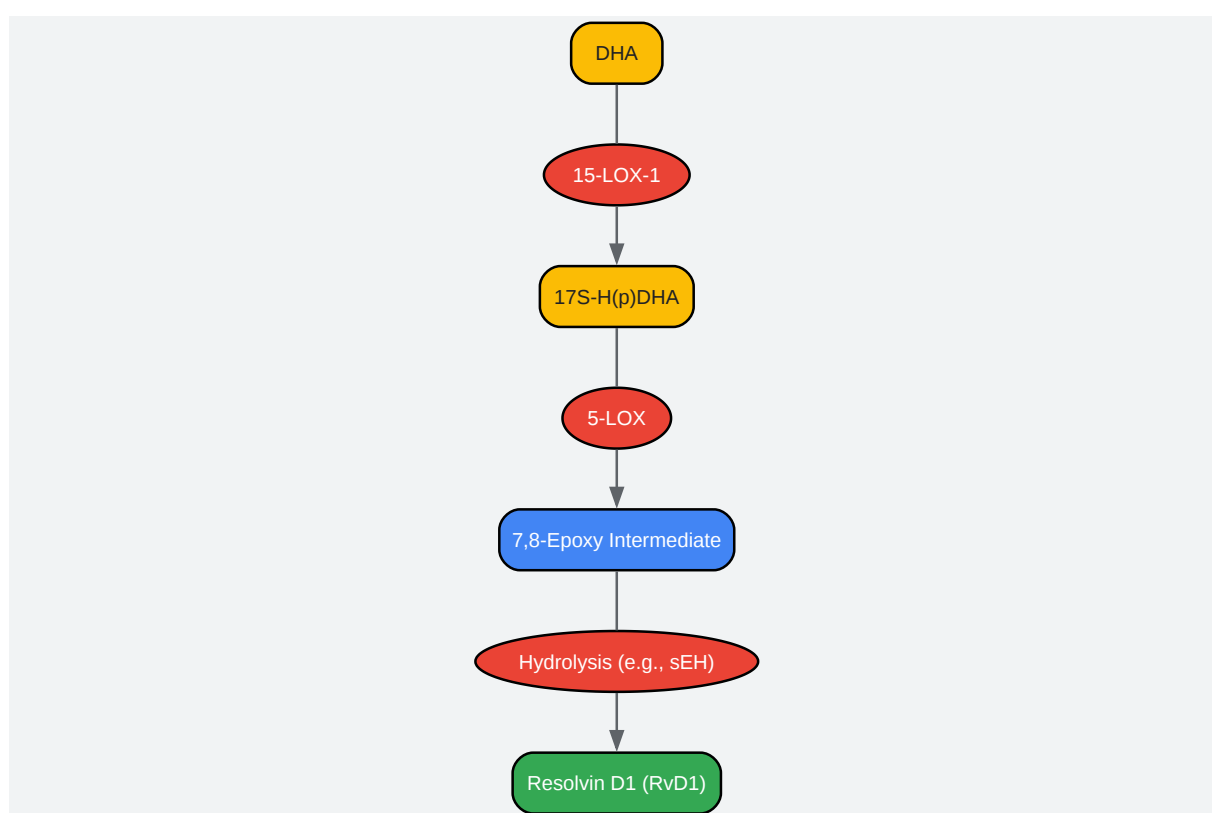 DHA
15-LOX-1
17S-H(p)DHA
5-LOX
7,8-Epoxy Intermediate
Hydrolysis (e.g., sEH)
Resolvin D1 (RvD1)